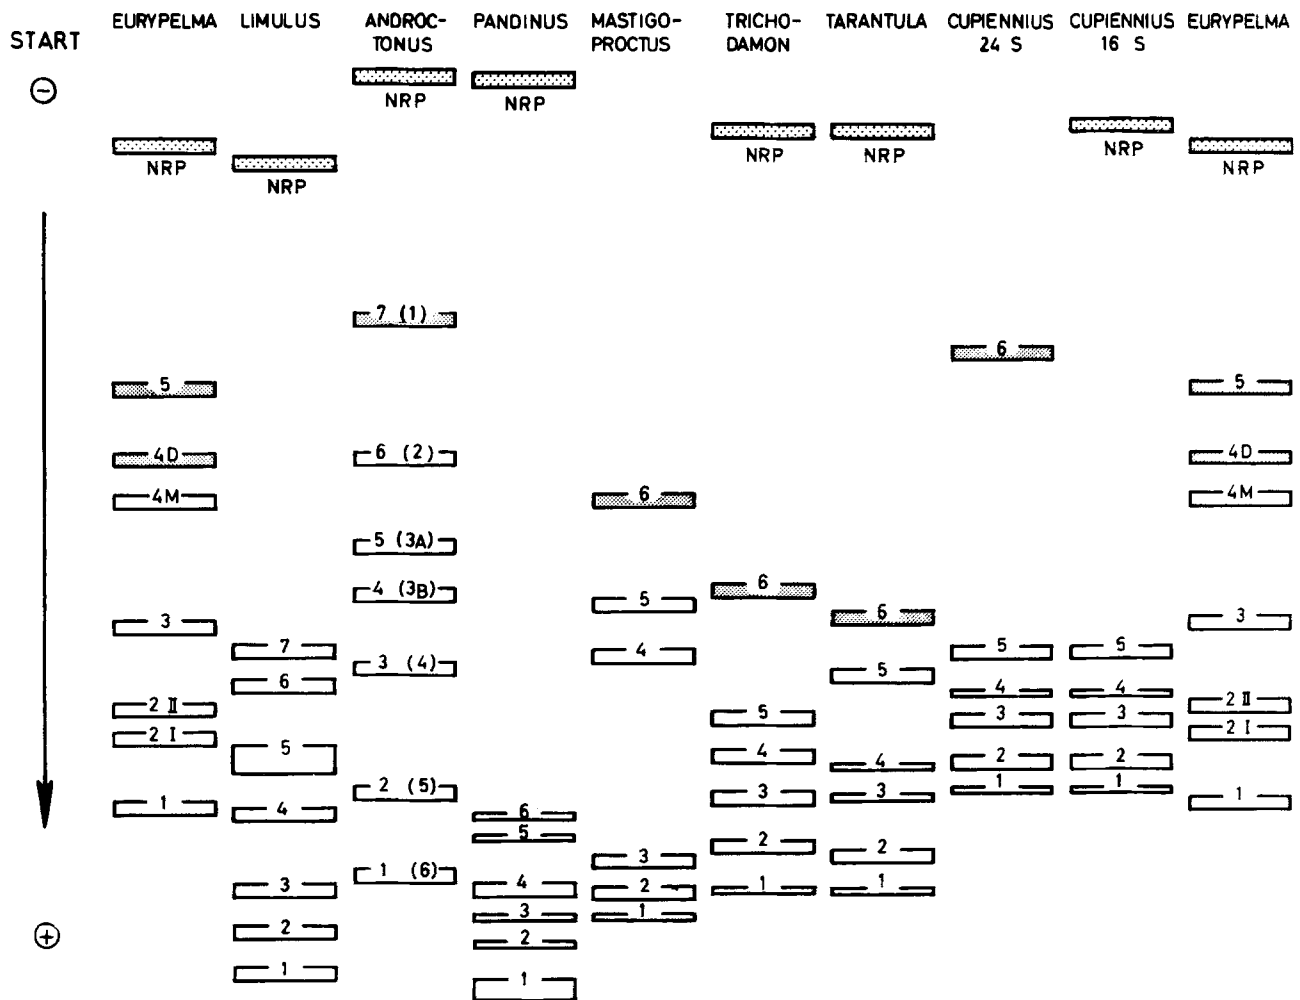 START
⊖
⊕
EURYPELMA
NRP
5
4D
4M
3
2 II
2 I
1
LIMULUS
NRP
7
6
5
4
3
2
1
ANDROC-
TONUS
NRP
7 (1)
6 (2)
5 (3A)
4 (3B)
3 (4)
2 (5)
1 (6)
PANDINUS
NRP
6
5
4
3
2
1
MASTIGO-
PROCTUS
6
5
4
3
2
1
TRICHO-
DAMON
NRP
6
5
4
3
2
1
TARANTULA
NRP
6
5
4
3
2
1
CUPIENNIUS
24 S
6
5
4
3
2
1
CUPIENNIUS
16 S
NRP
5
4
3
2
1
EURYPELMA
NRP
5
4D
4M
3
2 II
2 I
1